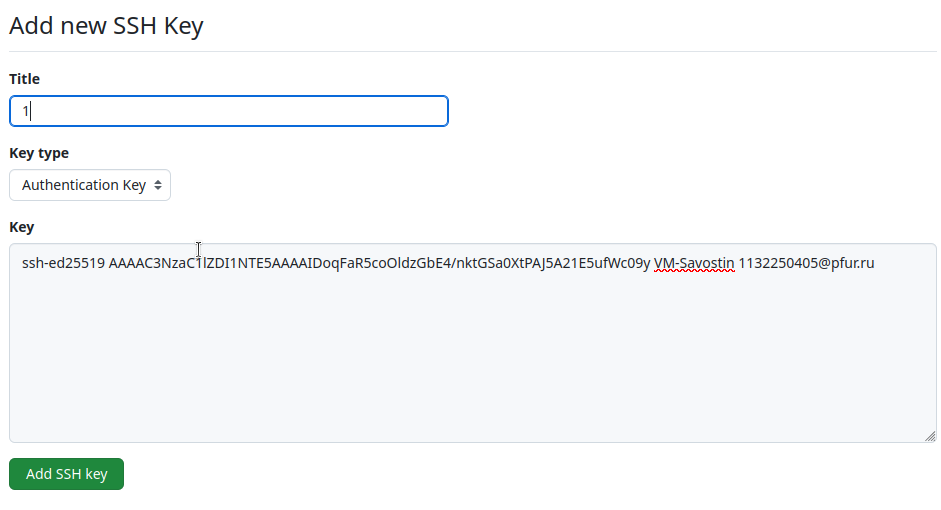 Add new SSH Key
Title
1
Key type
Authentication Key
Key
ssh-ed25519 AAAAC3NzaC1lZDI1NTE5AAAAIDoqFaR5coOldzGbE4/nktGSa0XtPAJ5A21E5ufWc09y VM-Savostin 1132250405@pfur.ru
Add SSH key